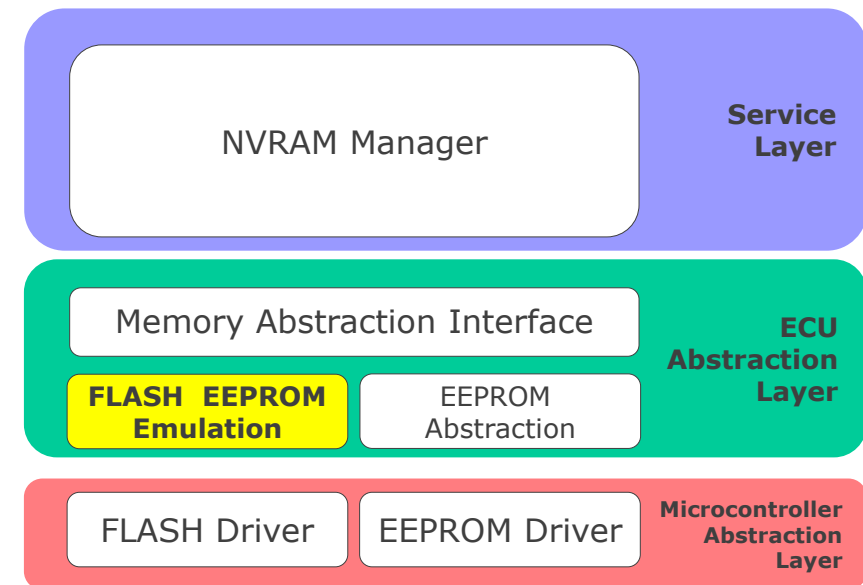 NVRAM Manager
Service
Layer
Memory Abstraction Interface
FLASH EEPROM
Emulation
EEPROM
Abstraction
ECU
Abstraction
Layer
FLASH Driver
EEPROM Driver
Microcontroller
Abstraction
Layer